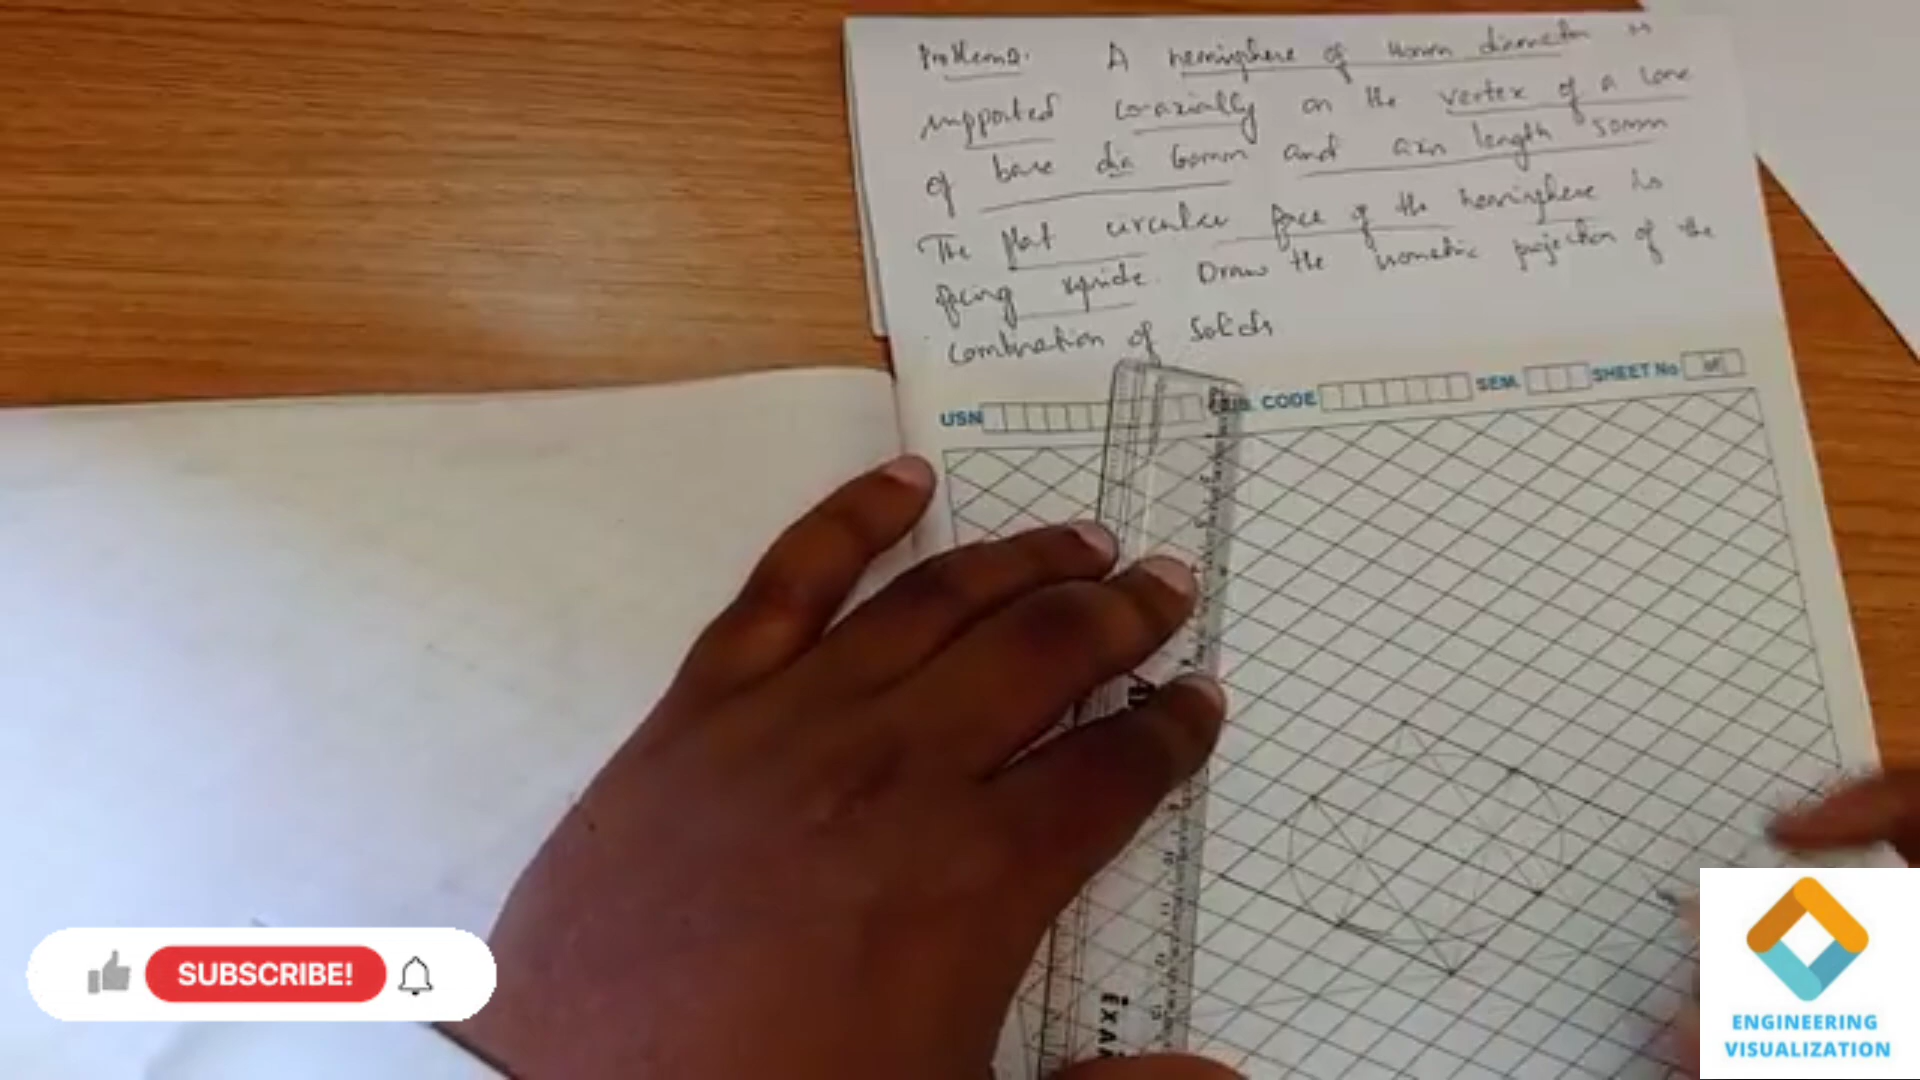 Problem 2. A hemisphere of 40mm diameter is
supported co-axially on the vertex of a cone
of base dia 60mm and axis length 50mm
The flat circular face of the hemisphere is
facing upside. Draw the isometric projection of the
combination of solids
USN SUB. CODE SEM. SHEET No
EXA
SUBSCRIBE!
ENGINEERING
VISUALIZATION